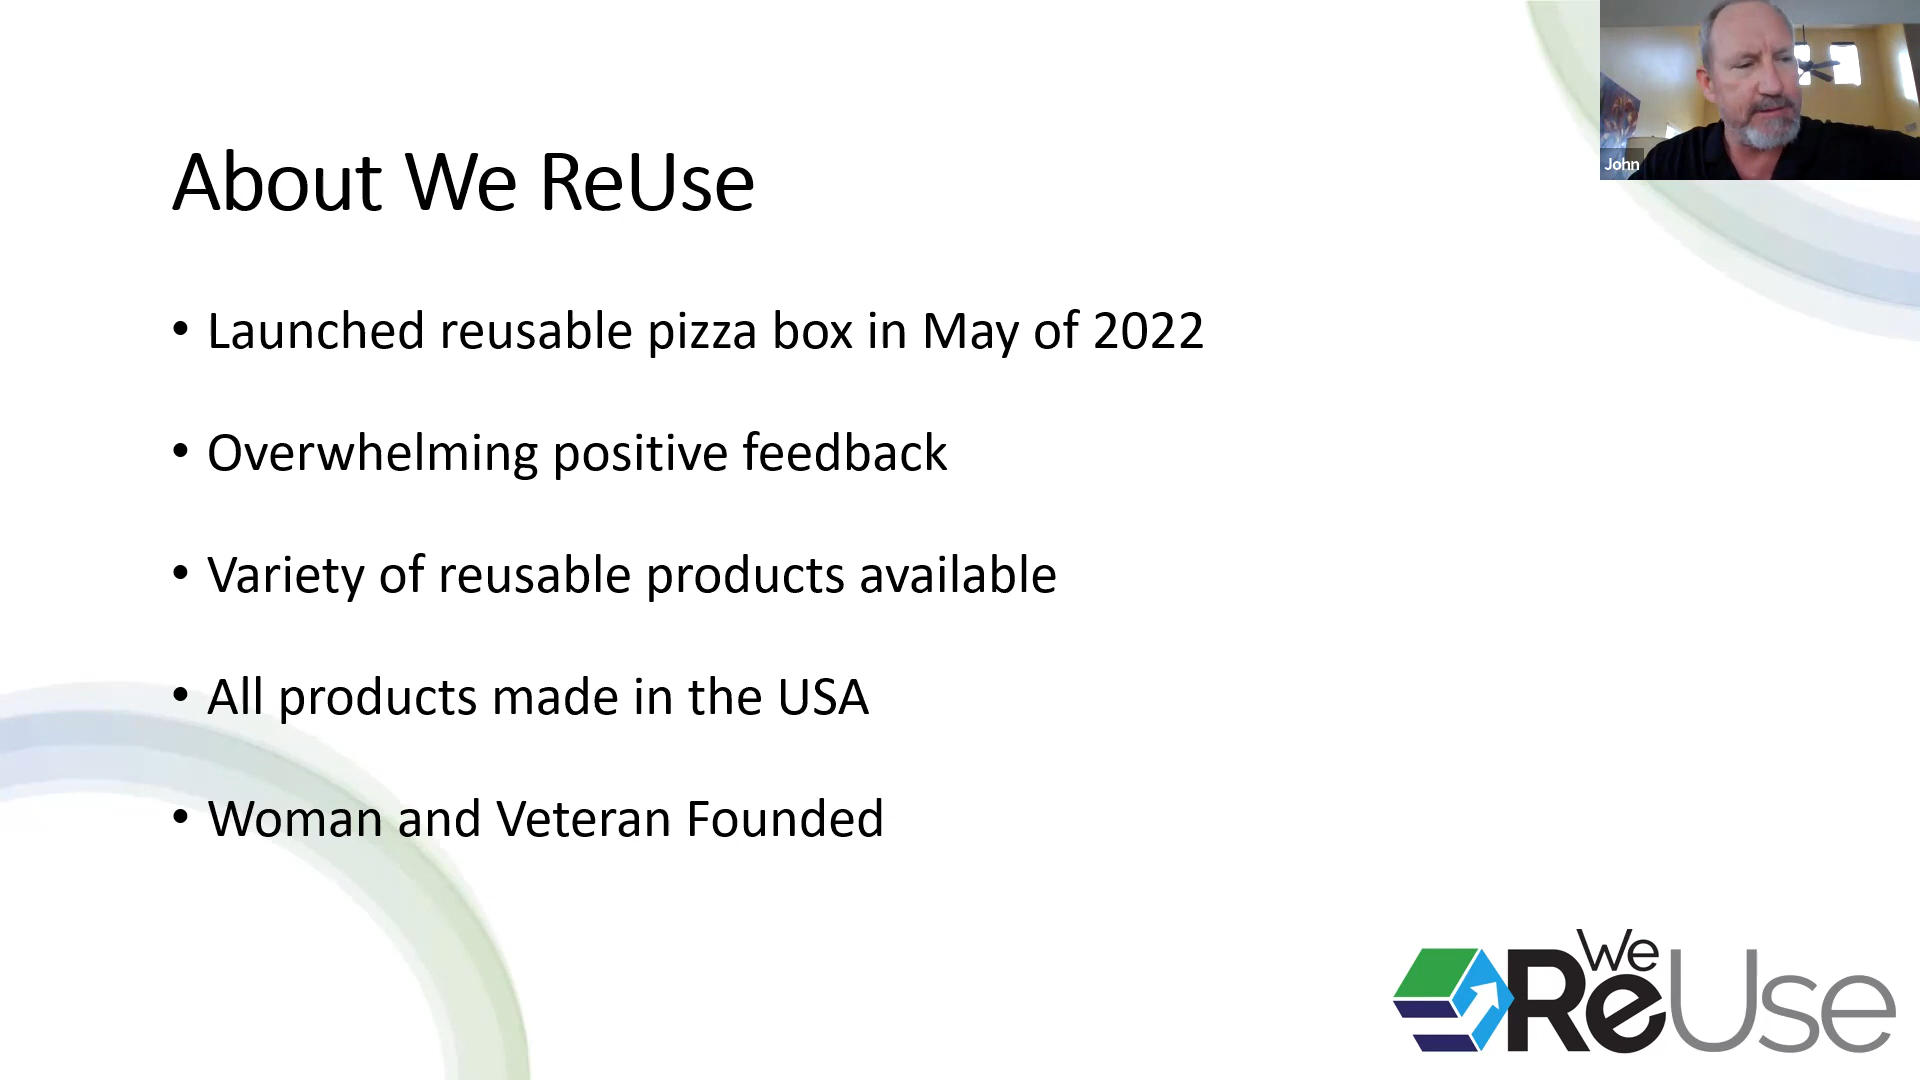 About We ReUse
John
• Launched reusable pizza box in May of 2022
• Overwhelming positive feedback
• Variety of reusable products available
• All products made in the USA
• Woman and Veteran Founded
We
ReUse